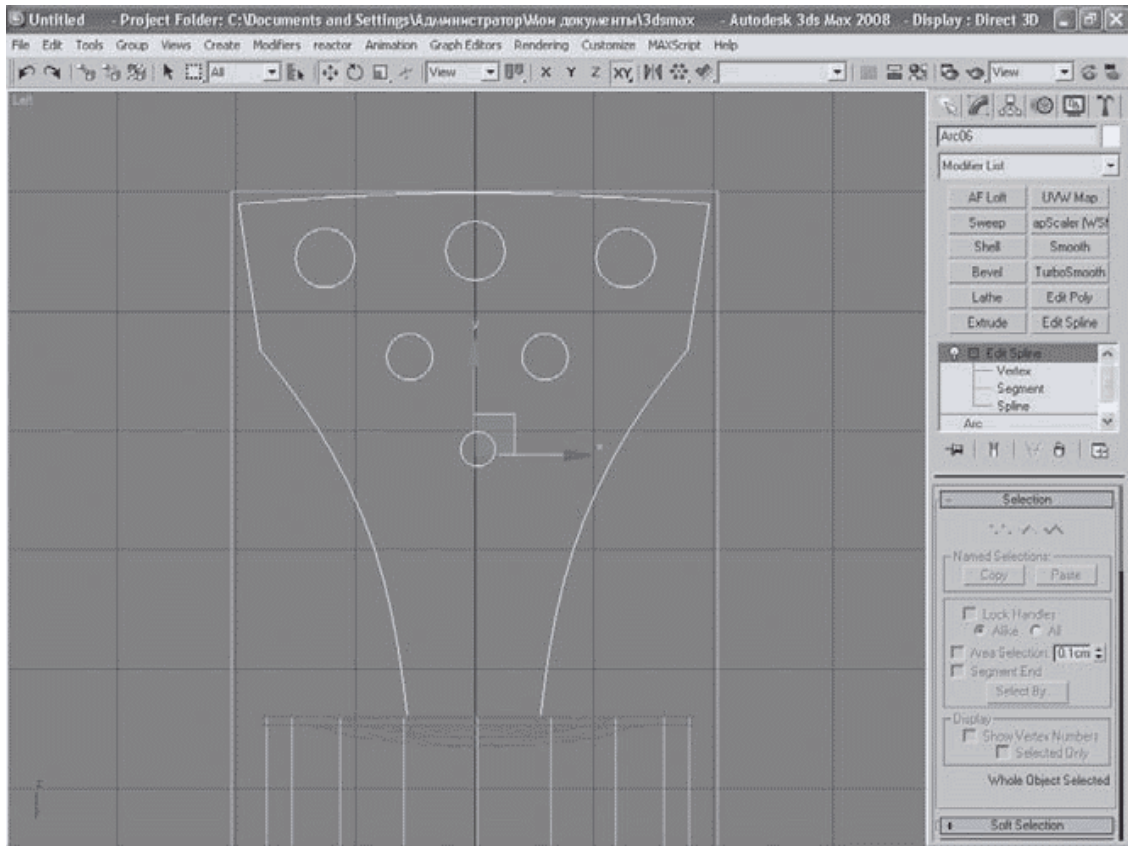 Untitled - Project Folder: C:\Documents and Settings\Администратор\Мои документы\3dsmax - Autodesk 3ds Max 2008 - Display : Direct 3D
File Edit Tools Group Views Create Modifiers reactor Animation Graph Editors Rendering Customize MAXScript Help
All View X Y Z XY View
Left
Arc06
Modifier List
AF Loft UVW Map
Sweep apScaler (WS
Shell Smooth
Bevel TurboSmooth
Lathe Edit Poly
Extrude Edit Spline
Edit Spline
Vertex
Segment
Spline
Arc
y
x
- Selection
Named Selections:
Copy Paste
Lock Handles
Alike All
Area Selection: 0.1cm
Segment End
Select By...
Display
Show Vertex Numbers
Selected Only
Whole Object Selected
+ Soft Selection